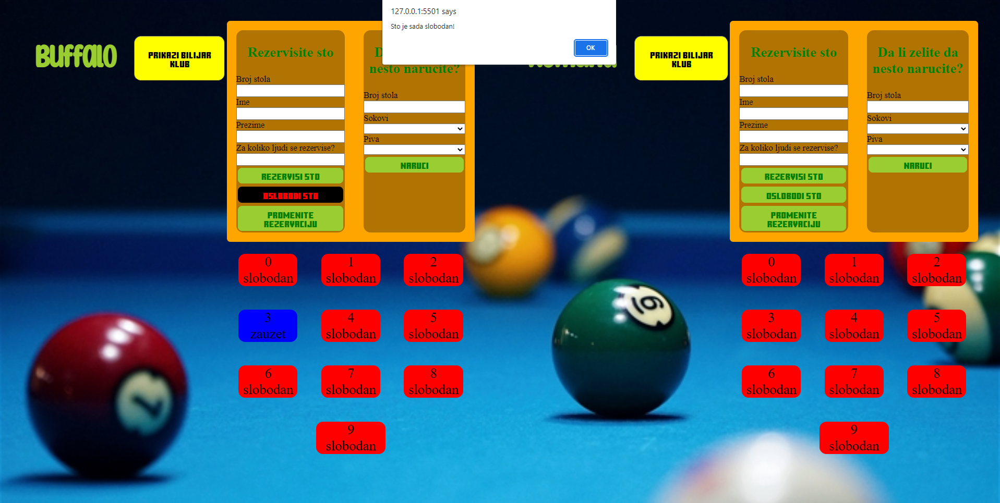 127.0.0.1:5501 says
Sto je sada slobodan!
OK
Buffalo
PRIKAZI BILIJAR
KLUB
Rezervisite sto
Broj stola
Ime
Prezime
Za koliko ljudi se rezervise?
REZERVISI STO
OSLOBODI STO
PROMENITE
REZERVACIJU
D
nesto narucite?
Broj stola
Sokovi
Piva
NARUCI
0
slobodan
1
slobodan
2
slobodan
3
zauzet
4
slobodan
5
slobodan
6
slobodan
7
slobodan
8
slobodan
9
slobodan
PRIKAZI BILIJAR
KLUB
Rezervisite sto
Broj stola
Ime
Prezime
Za koliko ljudi se rezervise?
REZERVISI STO
OSLOBODI STO
PROMENITE
REZERVACIJU
Da li zelite da
nesto narucite?
Broj stola
Sokovi
Piva
NARUCI
0
slobodan
1
slobodan
2
slobodan
3
slobodan
4
slobodan
5
slobodan
6
slobodan
7
slobodan
8
slobodan
9
slobodan
7
6